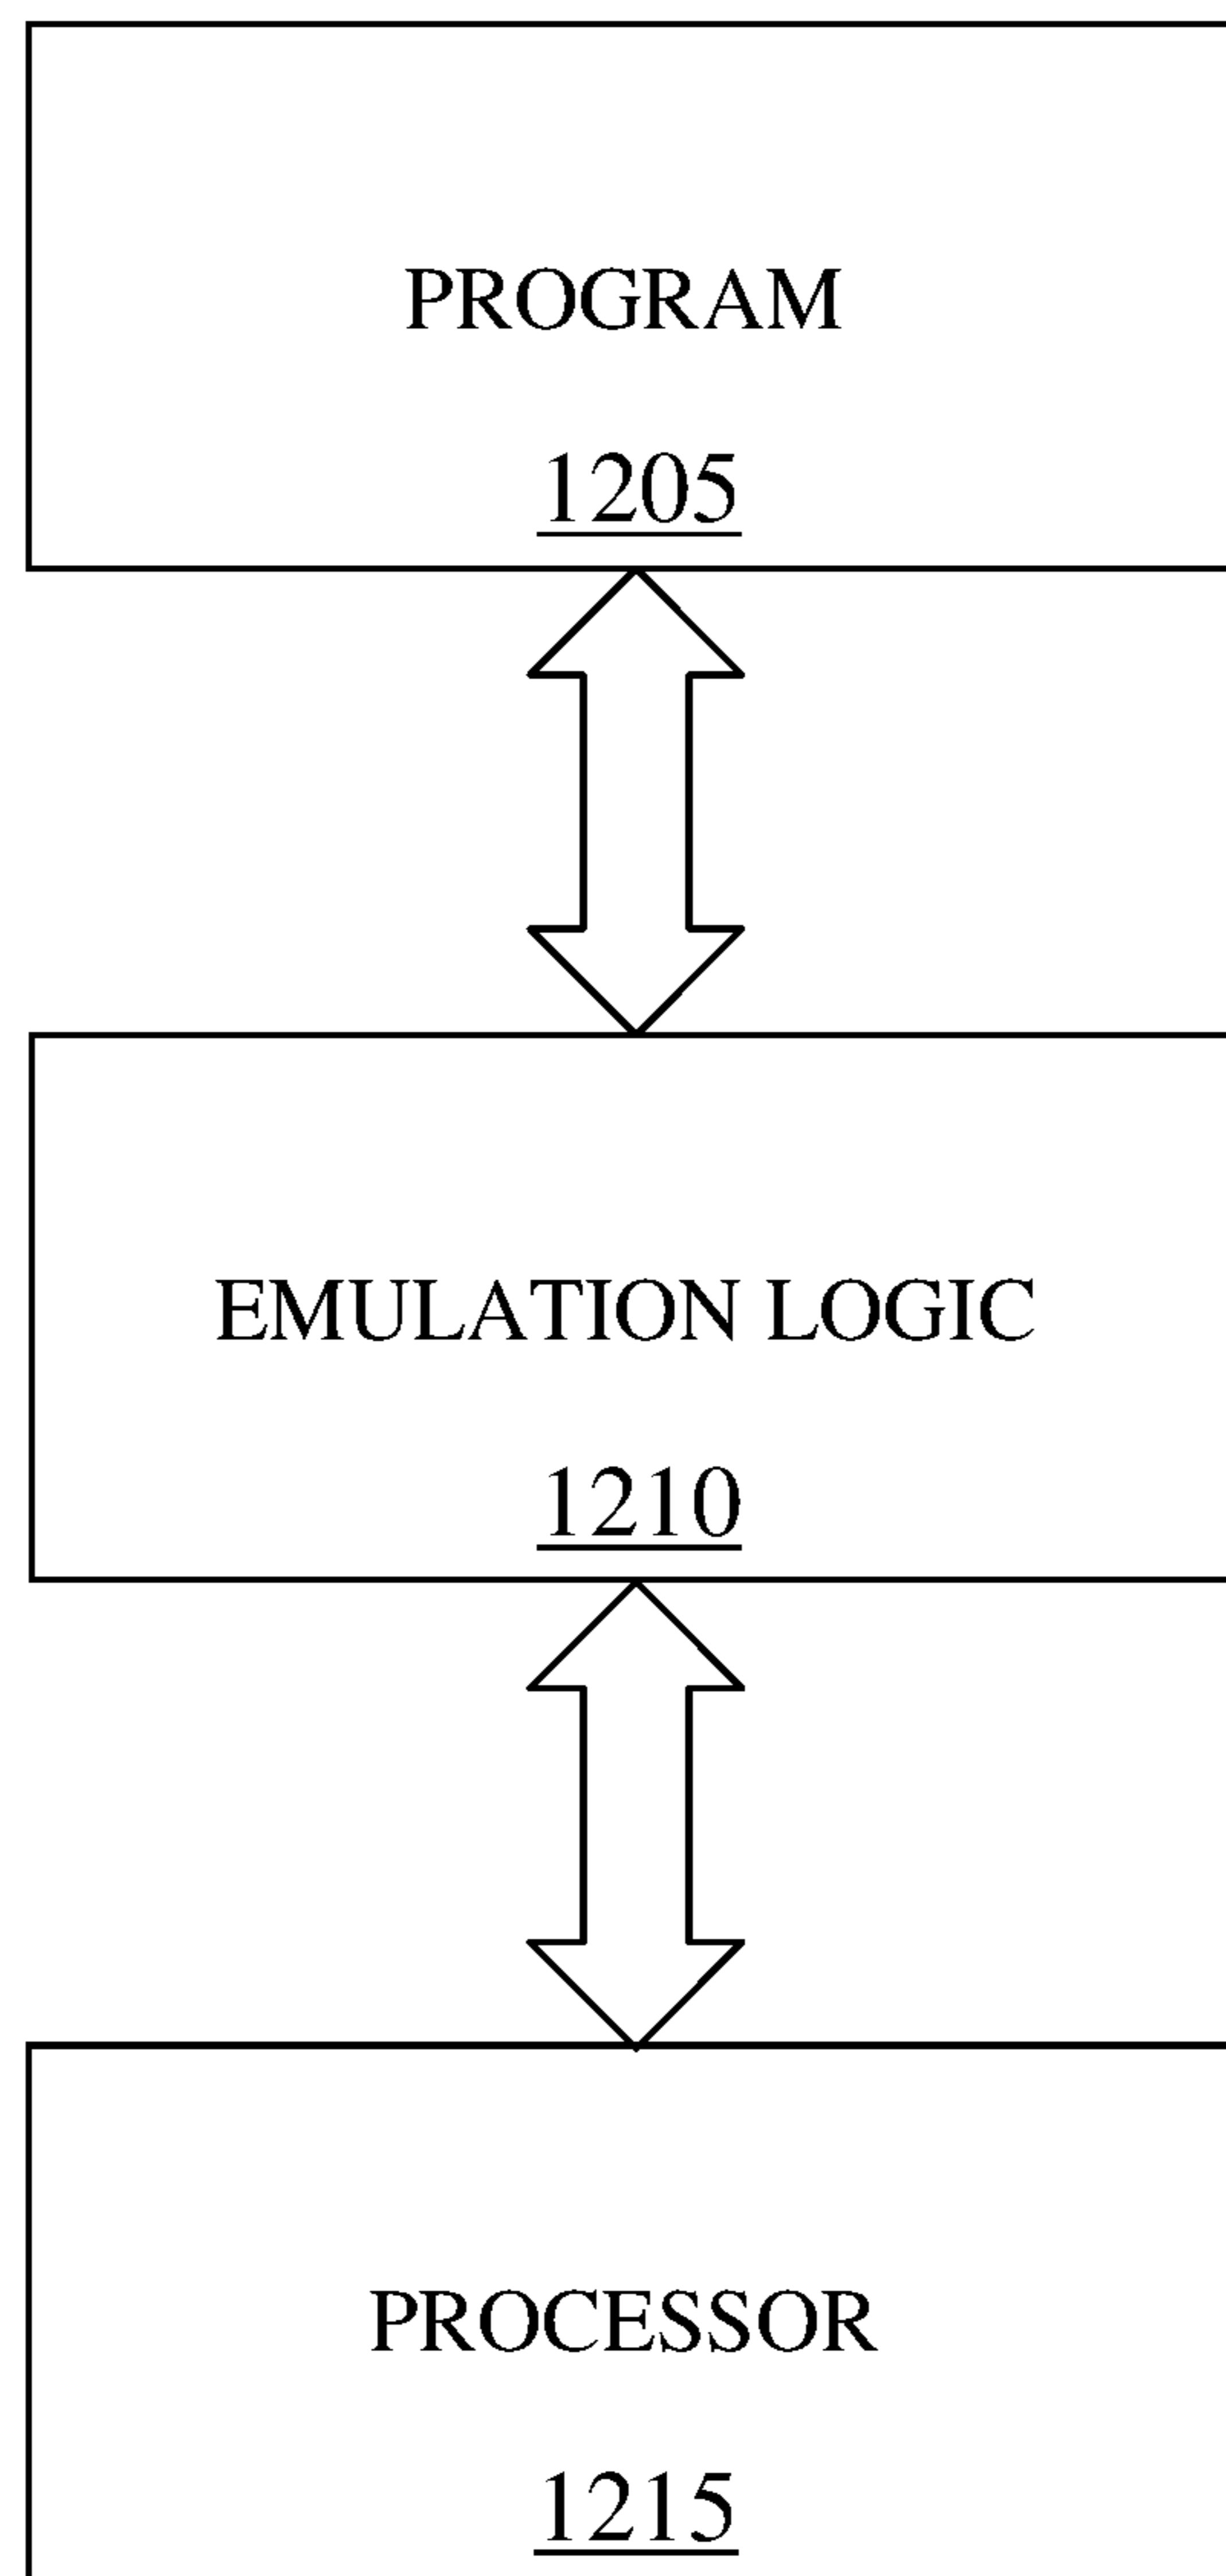 PROGRAM
1205
EMULATION LOGIC
1210
PROCESSOR
1215